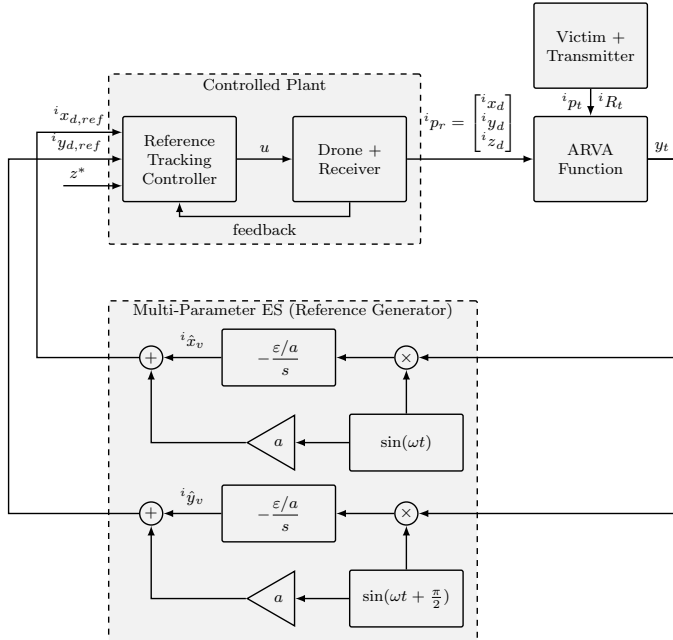 Victim +
Transmitter
Controlled Plant
ⁱp_t ⁱR_t
ⁱx_{d,ref}
ⁱp_r = [ⁱx_d
ⁱy_d
ⁱz_d]
ⁱy_{d,ref}
z*
Reference
Tracking
Controller
u
Drone +
Receiver
ARVA
Function
y_t
feedback
Multi-Parameter ES (Reference Generator)
+
ⁱx̂_v
−(ε/a)/s
×
a
sin(ωt)
+
ⁱŷ_v
−(ε/a)/s
×
a
sin(ωt + π/2)